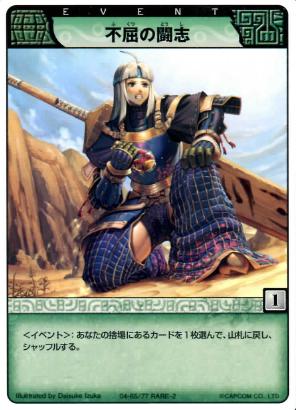 EVENT
ふくつ とうし
不屈の闘志
1
<イベント>：あなたの捨場にあるカードを1枚選んで、山札に戻し、
シャッフルする。
Illustrated by Daisuke Izuka
04-65/77 RARE-2
©CAPCOM CO., LTD